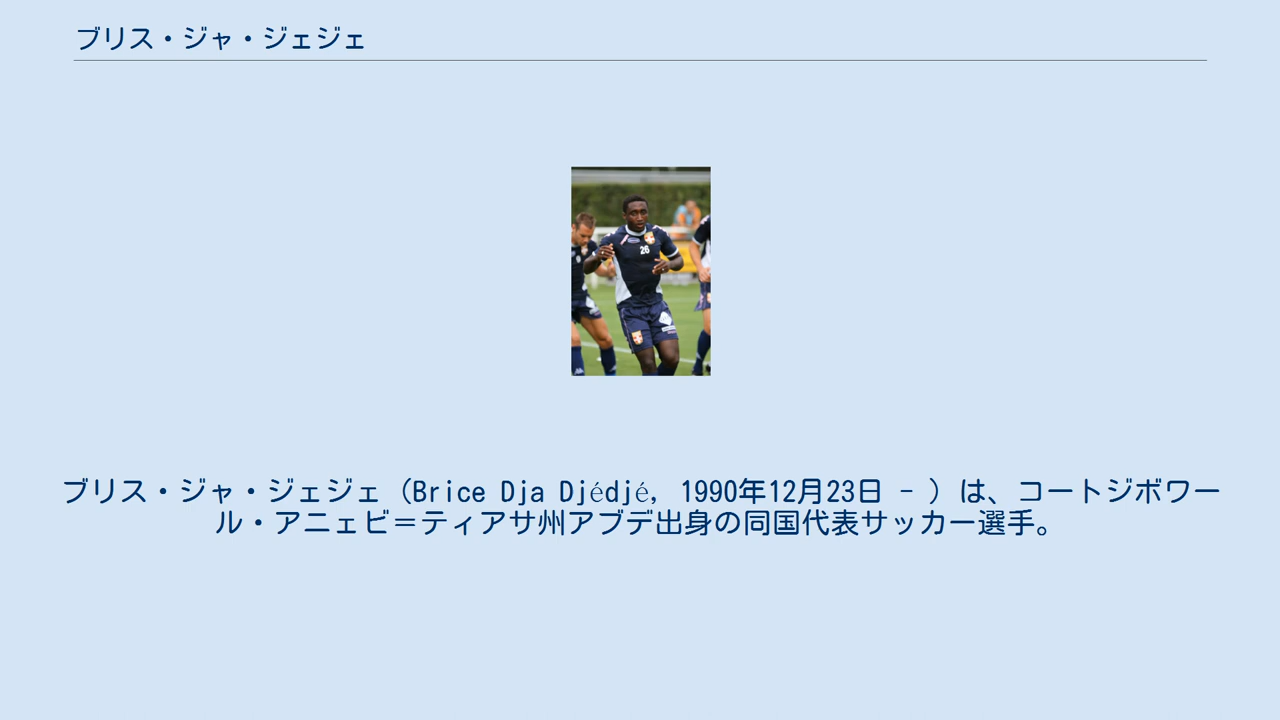 ブリス・ジャ・ジェジェ
26
ブリス・ジャ・ジェジェ（Brice Dja Djédjé, 1990年12月23日 - ）は、コートジボワー
ル・アニェビ＝ティアサ州アブデ出身の同国代表サッカー選手。